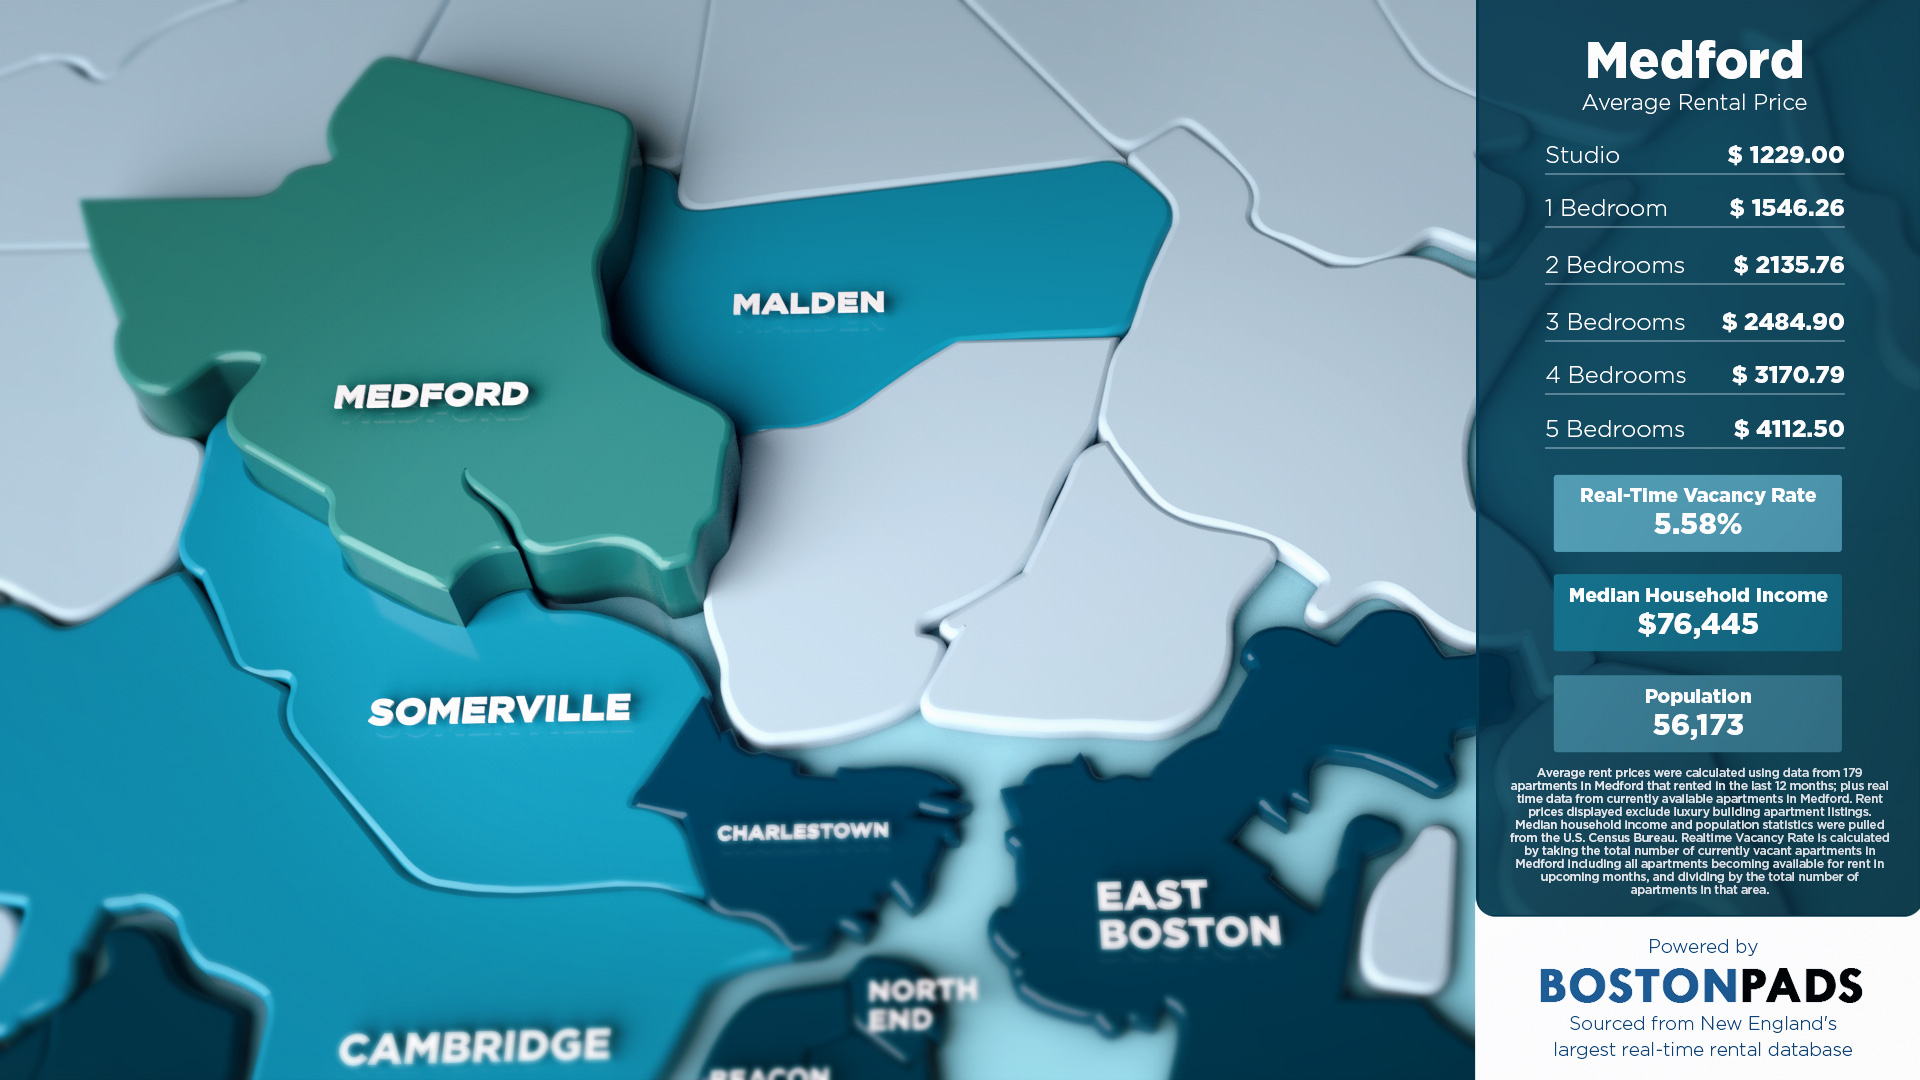 MALDEN
MEDFORD
SOMERVILLE
CHARLESTOWN
EAST
BOSTON
NORTH
END
CAMBRIDGE
BEACON
Medford
Average Rental Price
Studio $ 1229.00
1 Bedroom $ 1546.26
2 Bedrooms $ 2135.76
3 Bedrooms $ 2484.90
4 Bedrooms $ 3170.79
5 Bedrooms $ 4112.50
Real-Time Vacancy Rate
5.58%
Median Household Income
$76,445
Population
56,173
Average rent prices were calculated using data from 179
apartments in Medford that rented in the last 12 months; plus real
time data from currently available apartments in Medford. Rent
prices displayed exclude luxury building apartment listings.
Median household income and population statistics were pulled
from the U.S. Census Bureau. Realtime Vacancy Rate is calculated
by taking the total number of currently vacant apartments in
Medford including all apartments becoming available for rent in
upcoming months, and dividing by the total number of
apartments in that area.
Powered by
BOSTONPADS
Sourced from New England's
largest real-time rental database